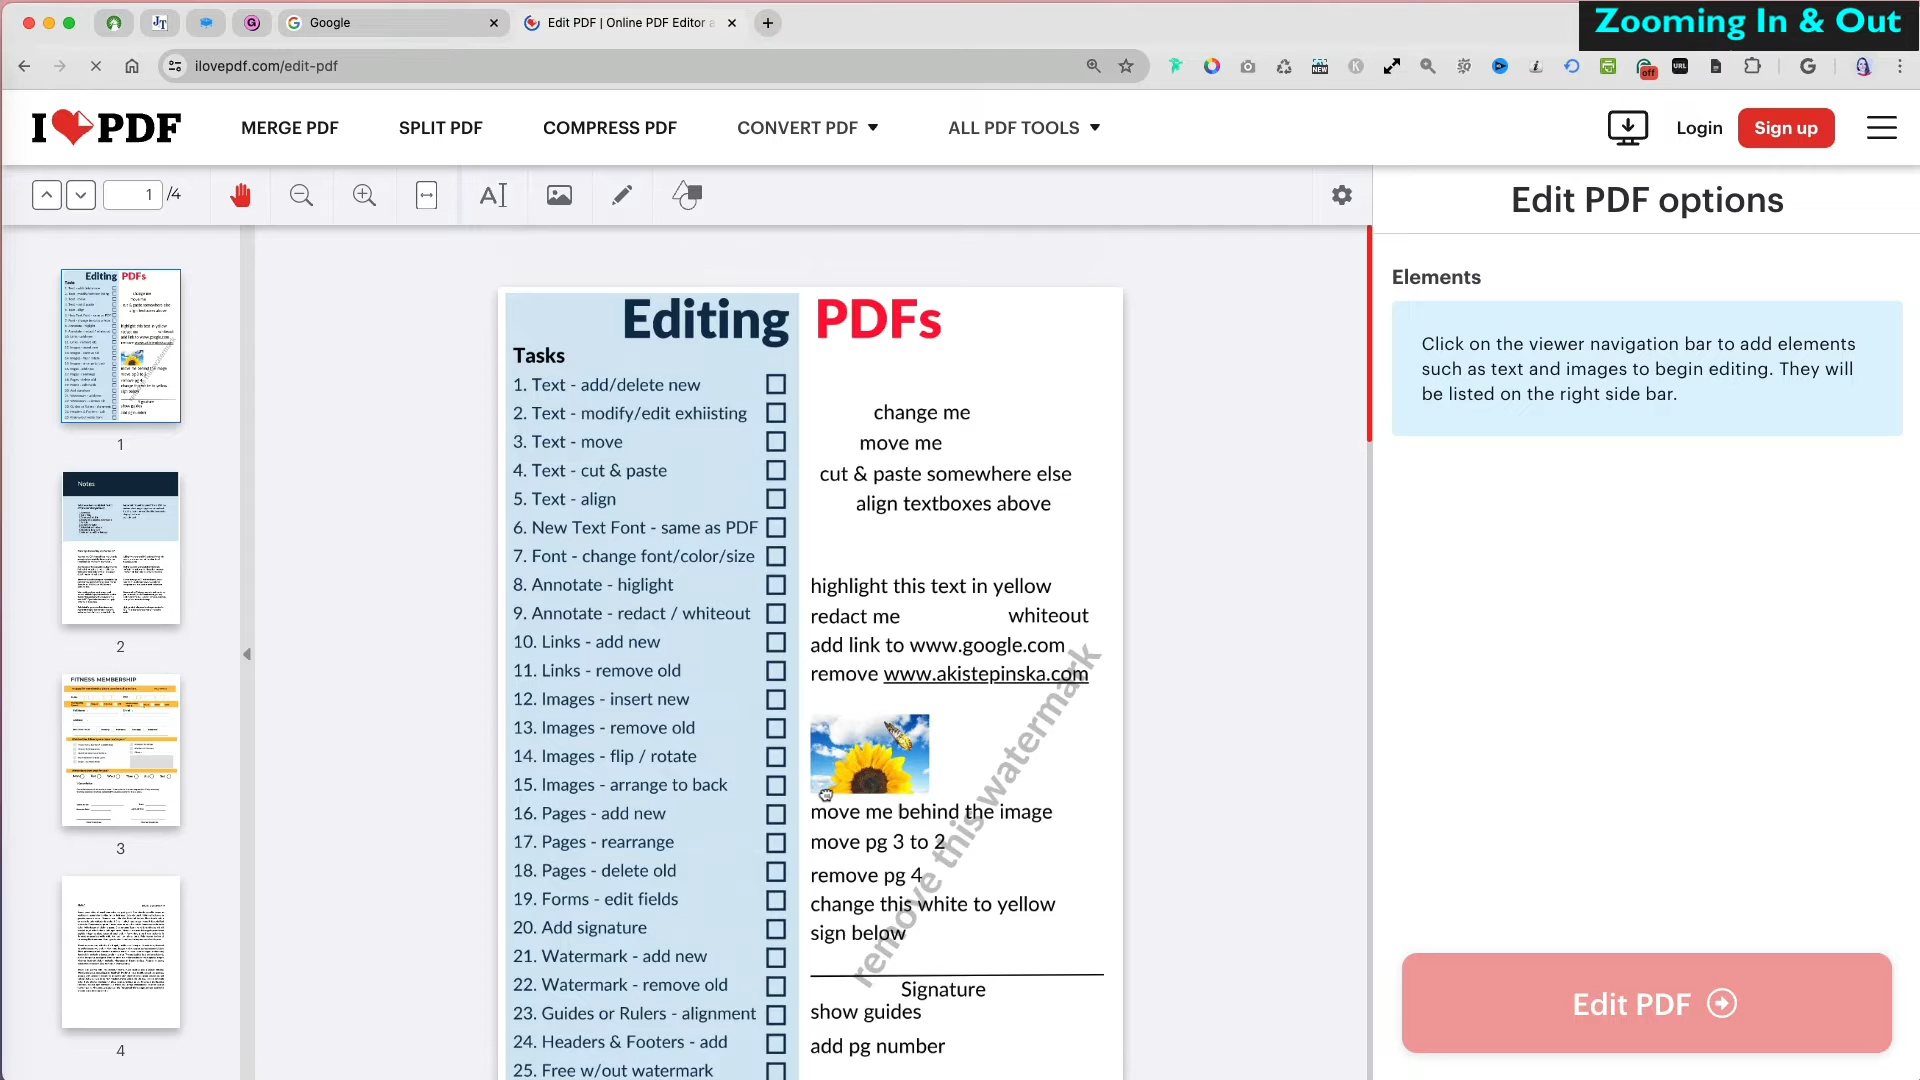 Zooming In & Out
Google
Edit PDF | Online PDF Editor
ilovepdf.com/edit-pdf
NEW
off
URL
I PDF
MERGE PDF
SPLIT PDF
COMPRESS PDF
CONVERT PDF
ALL PDF TOOLS
Login
Sign up
1 /4
Edit PDF options
Elements
Click on the viewer navigation bar to add elements
such as text and images to begin editing. They will
be listed on the right side bar.
Edit PDF
Editing PDFs
1
Notes
2
FITNESS MEMBERSHIP
3
4
Editing PDFs
Tasks
1. Text - add/delete new
2. Text - modify/edit exhiisting
3. Text - move
4. Text - cut & paste
5. Text - align
6. New Text Font - same as PDF
7. Font - change font/color/size
8. Annotate - higlight
9. Annotate - redact / whiteout
10. Links - add new
11. Links - remove old
12. Images - insert new
13. Images - remove old
14. Images - flip / rotate
15. Images - arrange to back
16. Pages - add new
17. Pages - rearrange
18. Pages - delete old
19. Forms - edit fields
20. Add signature
21. Watermark - add new
22. Watermark - remove old
23. Guides or Rulers - alignment
24. Headers & Footers - add
25. Free w/out watermark
change me
move me
cut & paste somewhere else
align textboxes above
highlight this text in yellow
redact me whiteout
add link to www.google.com
remove www.akistepinska.com
move me behind the image
move pg 3 to 2
remove pg 4
change this white to yellow
sign below
Signature
show guides
add pg number
remove this watermark